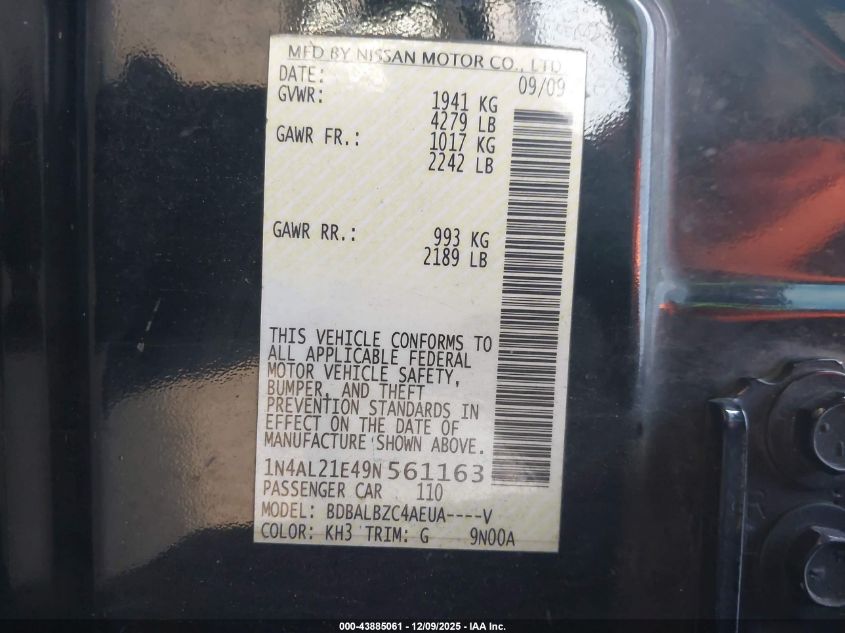 MFD BY NISSAN MOTOR CO., LTD
DATE: 09/09
GVWR: 1941 KG
4279 LB
GAWR FR.: 1017 KG
2242 LB
GAWR RR.: 993 KG
2189 LB
THIS VEHICLE CONFORMS TO
ALL APPLICABLE FEDERAL
MOTOR VEHICLE SAFETY,
BUMPER, AND THEFT
PREVENTION STANDARDS IN
EFFECT ON THE DATE OF
MANUFACTURE SHOWN ABOVE.
1N4AL21E49N561163
PASSENGER CAR 110
MODEL: BDBALBZC4AEUA----V
COLOR: KH3 TRIM: G 9N00A
000-43885061 - 12/09/2025 - IAA Inc.